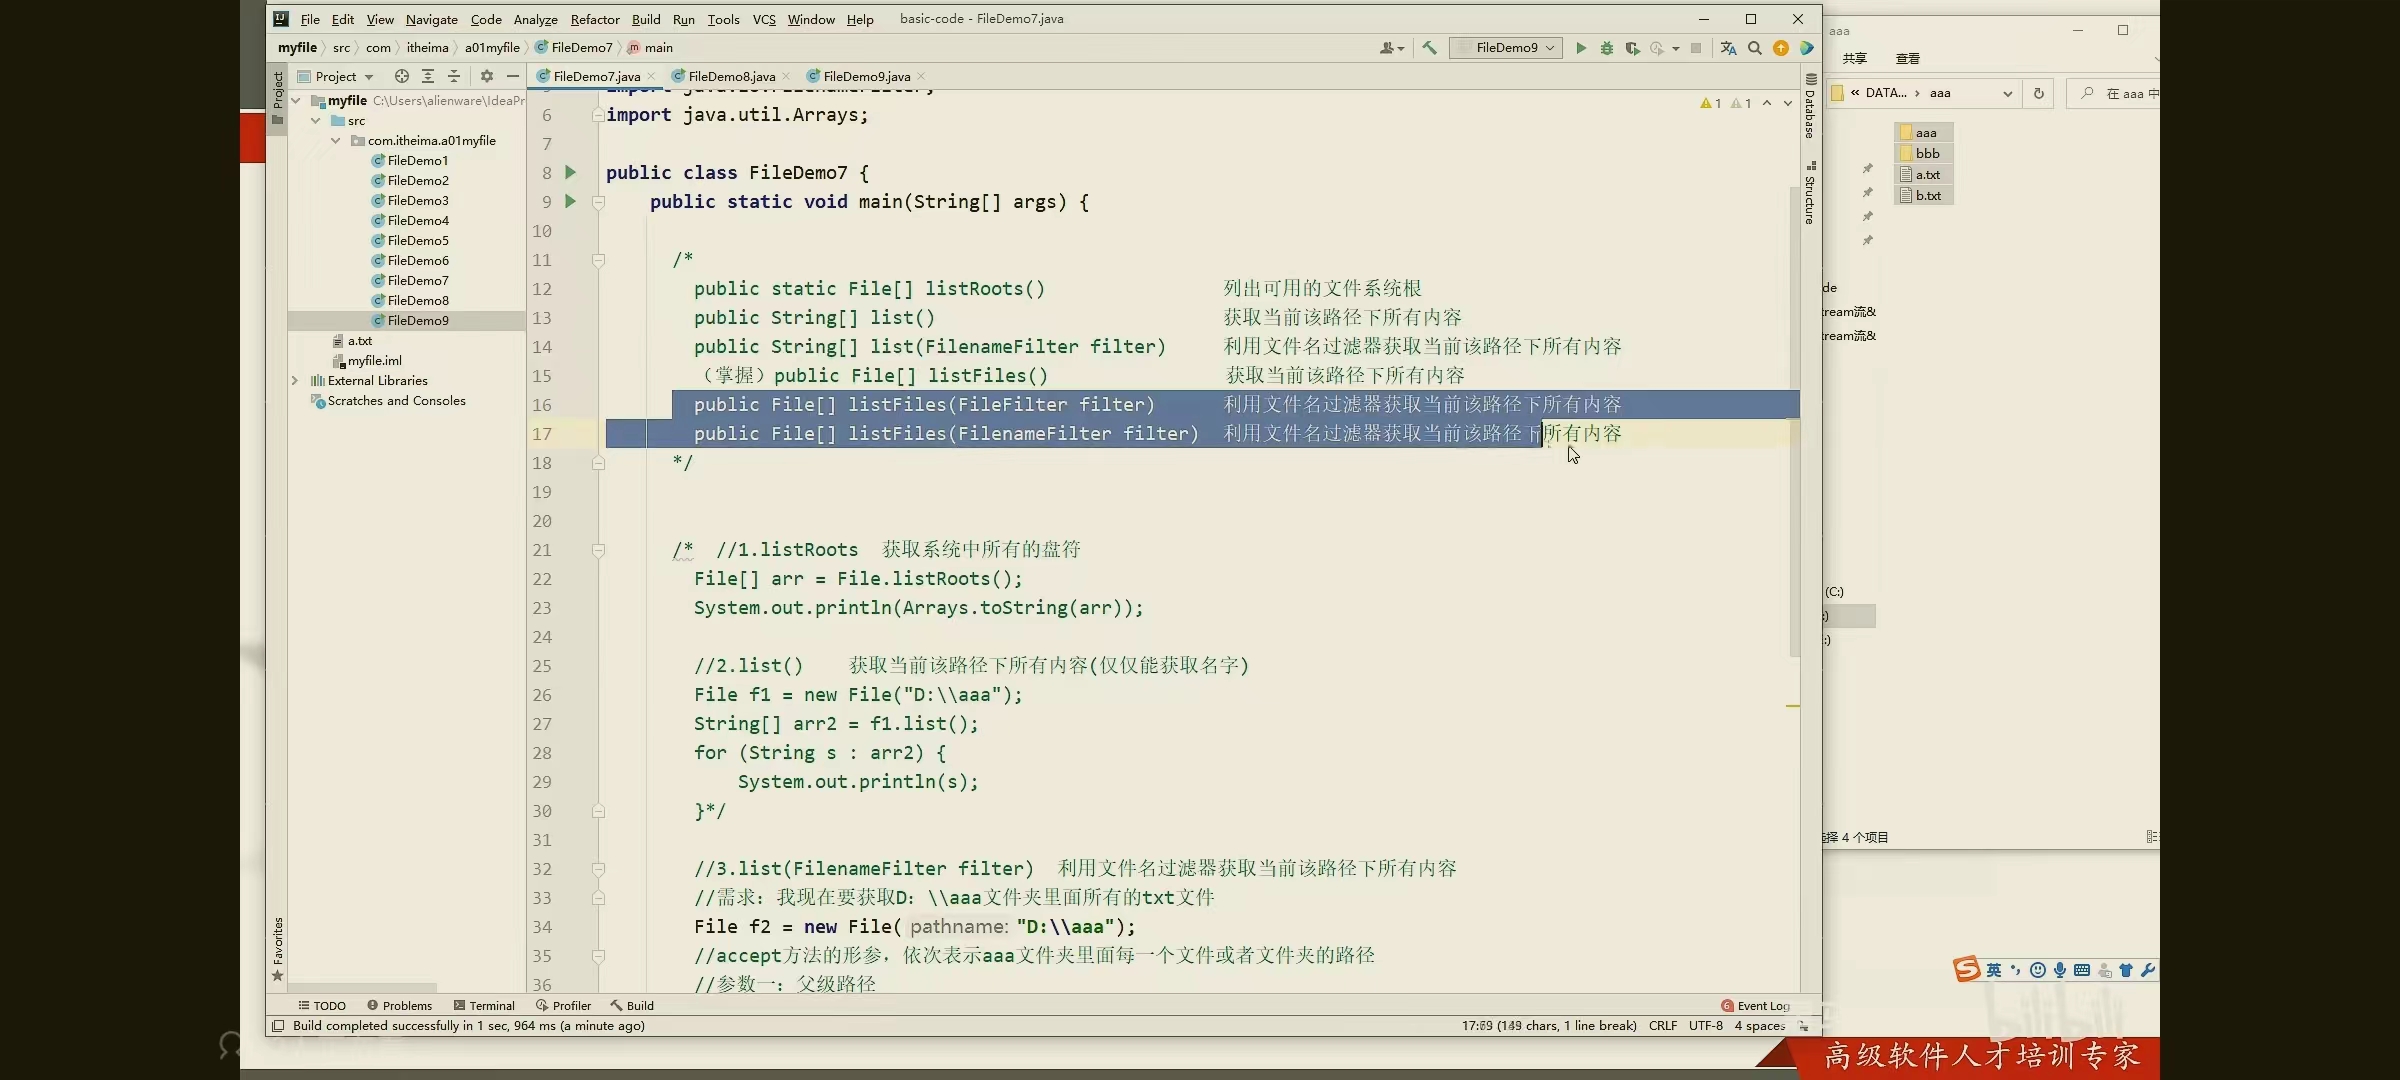 File Edit View Navigate Code Analyze Refactor Build Run Tools VCS Window Help basic-code - FileDemo7.java
myfile src com itheima a01myfile FileDemo7 main FileDemo9
Project FileDemo7.java FileDemo8.java FileDemo9.java
Project
myfile C:\Users\alienware\IdeaPr
src
com.itheima.a01myfile
FileDemo1
FileDemo2
FileDemo3
FileDemo4
FileDemo5
FileDemo6
FileDemo7
FileDemo8
FileDemo9
a.txt
myfile.iml
External Libraries
Scratches and Consoles
Favorites
1 1
6 import java.util.Arrays;
7
8 public class FileDemo7 {
9 public static void main(String[] args) {
10
11 /*
12 public static File[] listRoots() 列出可用的文件系统根
13 public String[] list() 获取当前该路径下所有内容
14 public String[] list(FilenameFilter filter) 利用文件名过滤器获取当前该路径下所有内容
15 （掌握）public File[] listFiles() 获取当前该路径下所有内容
16 public File[] listFiles(FileFilter filter) 利用文件名过滤器获取当前该路径下所有内容
17 public File[] listFiles(FilenameFilter filter) 利用文件名过滤器获取当前该路径下所有内容
18 */
19
20
21 /* //1.listRoots 获取系统中所有的盘符
22 File[] arr = File.listRoots();
23 System.out.println(Arrays.toString(arr));
24
25 //2.list() 获取当前该路径下所有内容(仅仅能获取名字)
26 File f1 = new File("D:\\aaa");
27 String[] arr2 = f1.list();
28 for (String s : arr2) {
29 System.out.println(s);
30 }*/
31
32 //3.list(FilenameFilter filter) 利用文件名过滤器获取当前该路径下所有内容
33 //需求：我现在要获取D：\\aaa文件夹里面所有的txt文件
34 File f2 = new File( pathname: "D:\\aaa");
35 //accept方法的形参，依次表示aaa文件夹里面每一个文件或者文件夹的路径
36 //参数一：父级路径
Database
Structure
TODO Problems Terminal Profiler Build 6 Event Log
Build completed successfully in 1 sec, 964 ms (a minute ago) (149 chars, 1 line break) CRLF UTF-8 4 spaces
aaa
共享 查看
« DATA... › aaa 在 aaa 中
aaa
bbb
a.txt
b.txt
de
ream流&
ream流&
(C:)
:)
:)
择 4 个项目
S 英
bilibili
高级软件人才培训专家